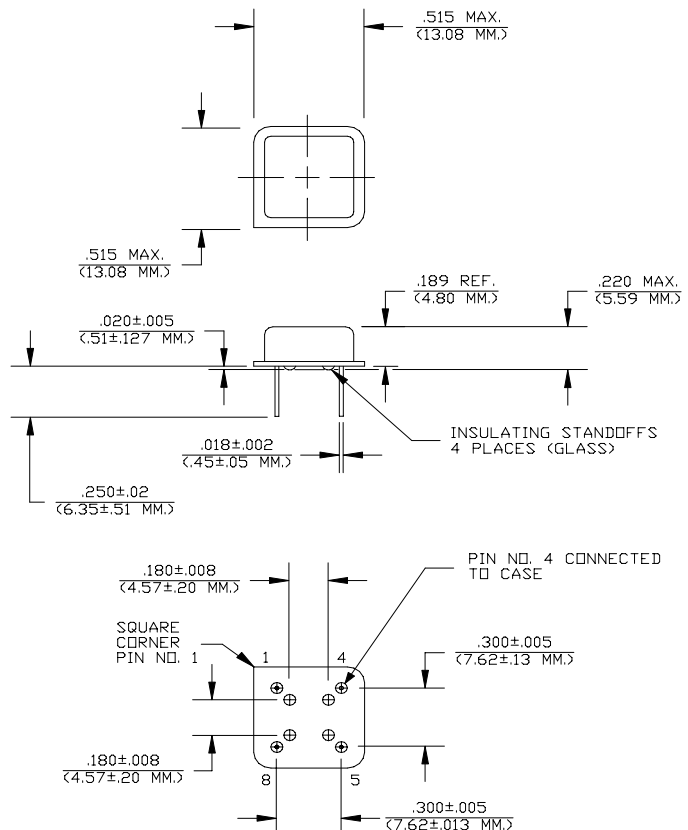 .515 MAX.
(13.08 MM.)
.515 MAX.
(13.08 MM.)
.189 REF.
(4.80 MM.)
.220 MAX.
(5.59 MM.)
.020±.005
(.51±.127 MM.)
.018±.002
(.45±.05 MM.)
INSULATING STANDOFFS
4 PLACES (GLASS)
.250±.02
(6.35±.51 MM.)
PIN NO. 4 CONNECTED
TO CASE
.180±.008
(4.57±.20 MM.)
SQUARE
CORNER
PIN NO. 1
1
4
.300±.005
(7.62±.13 MM.)
.180±.008
(4.57±.20 MM.)
8
5
.300±.005
(7.62±.013 MM.)